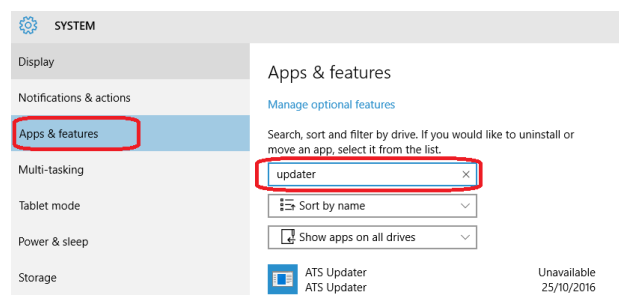 SYSTEM
Display
Notifications & actions
Apps & features
Multi-tasking
Tablet mode
Power & sleep
Storage
Apps & features
Manage optional features
Search, sort and filter by drive. If you would like to uninstall or
move an app, select it from the list.
updater
Sort by name
Show apps on all drives
ATS Updater Unavailable
ATS Updater 25/10/2016